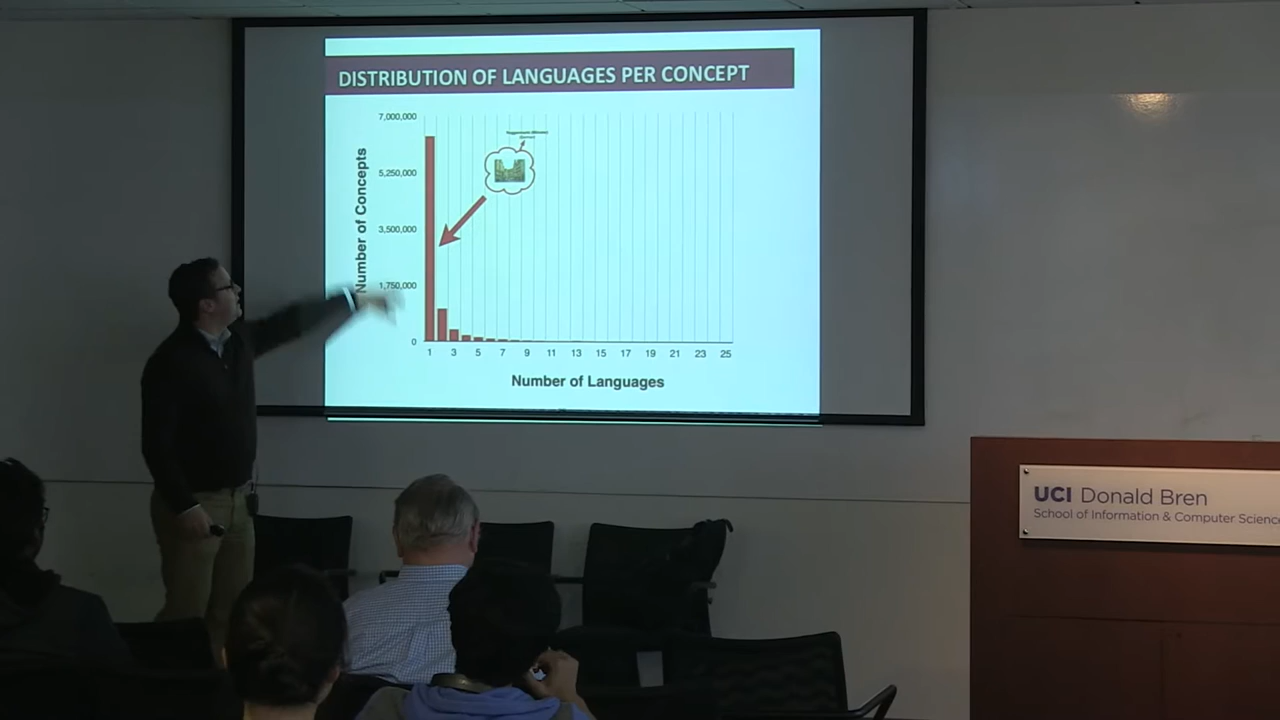 DISTRIBUTION OF LANGUAGES PER CONCEPT
Number of Concepts
7,000,000
5,250,000
3,500,000
1,750,000
0
1 3 5 7 9 11 13 15 17 19 21 23 25
Number of Languages
UCI Donald Bren
School of Information & Computer Science